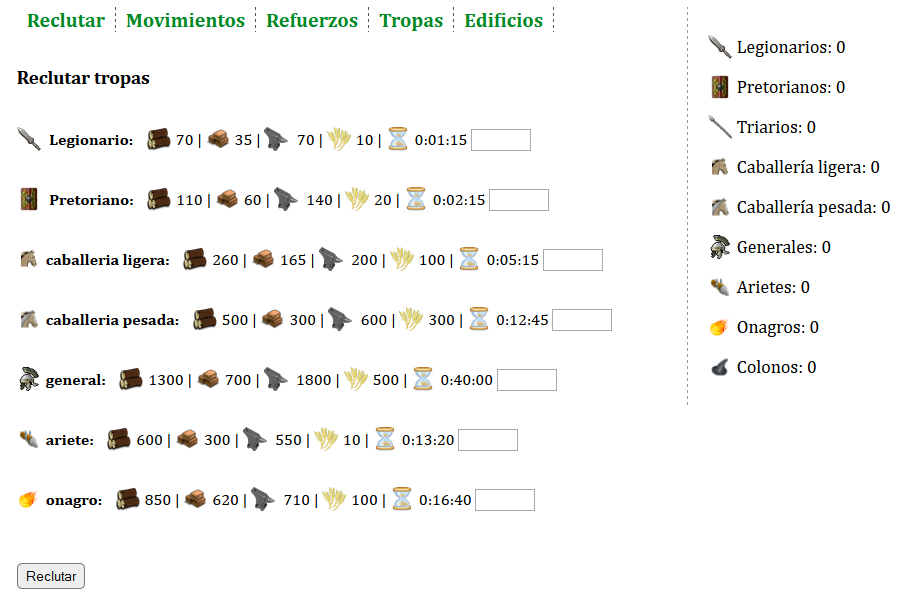 Reclutar Movimientos Refuerzos Tropas Edificios
Reclutar tropas
Legionario: 70 | 35 | 70 | 10 | 0:01:15
Pretoriano: 110 | 60 | 140 | 20 | 0:02:15
caballeria ligera: 260 | 165 | 200 | 100 | 0:05:15
caballeria pesada: 500 | 300 | 600 | 300 | 0:12:45
general: 1300 | 700 | 1800 | 500 | 0:40:00
ariete: 600 | 300 | 550 | 10 | 0:13:20
onagro: 850 | 620 | 710 | 100 | 0:16:40
Reclutar
Legionarios: 0
Pretorianos: 0
Triarios: 0
Caballería ligera: 0
Caballería pesada: 0
Generales: 0
Arietes: 0
Onagros: 0
Colonos: 0